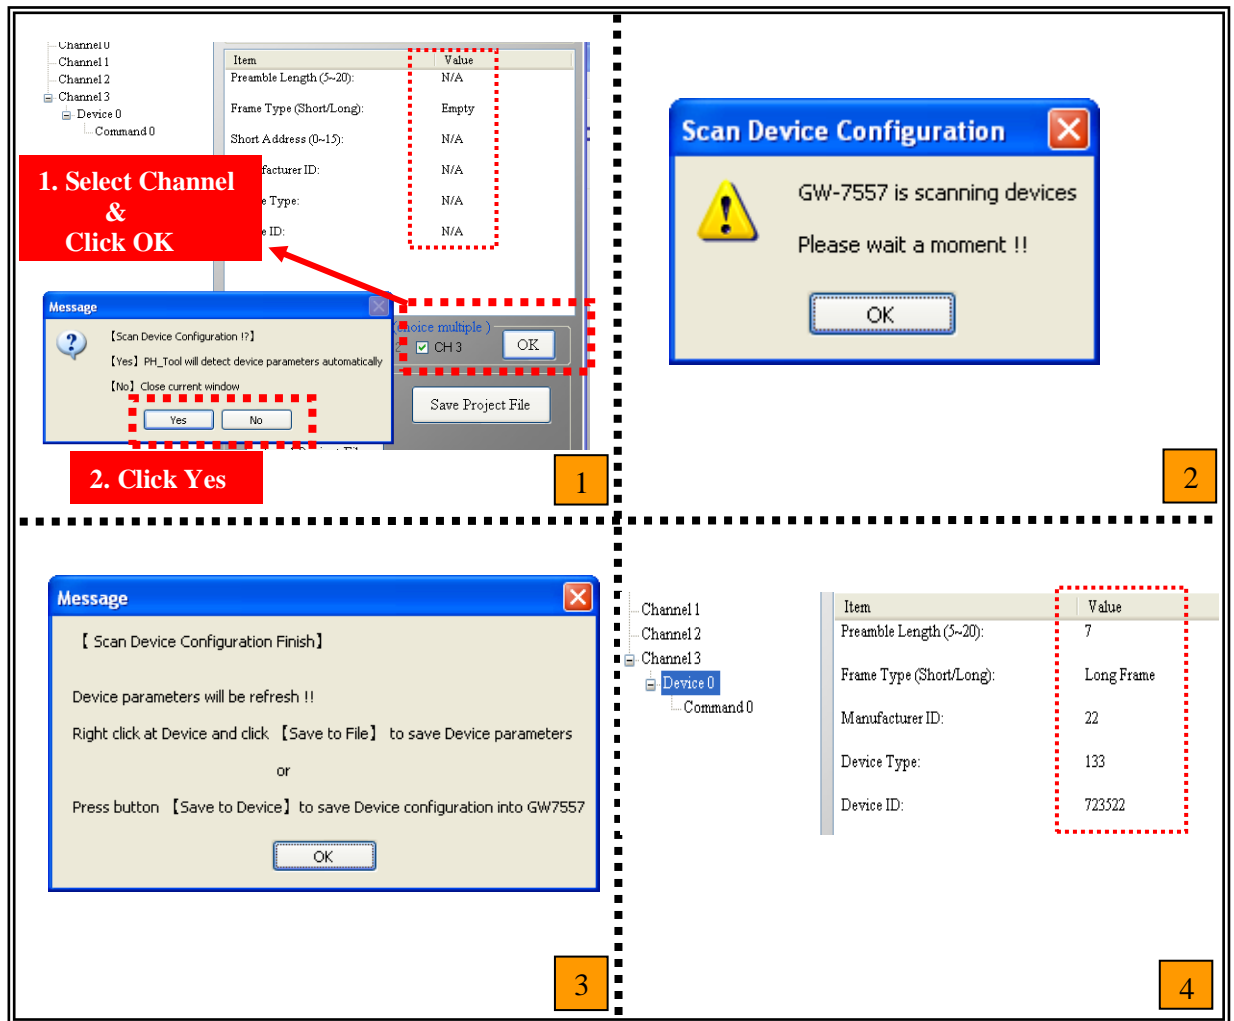 Channel 0
Channel 1
Channel 2
Channel 3
Device 0
Command 0
Item Value
Preamble Length (5~20): N/A
Frame Type (Short/Long): Empty
Short Address (0~15): N/A
facturer ID: N/A
e Type: N/A
e ID: N/A
1. Select Channel
&
Click OK
Message
【Scan Device Configuration !?】
【Yes】PH_Tool will detect device parameters automatically
【No】Close current window
Yes No
(choice multiple )
2 CH 3 OK
Save Project File
2. Click Yes
1
Scan Device Configuration
GW-7557 is scanning devices
Please wait a moment !!
OK
2
Message
【 Scan Device Configuration Finish】
Device parameters will be refresh !!
Right click at Device and click 【Save to File】 to save Device parameters
or
Press button 【Save to Device】to save Device configuration into GW7557
OK
3
Channel 1
Channel 2
Channel 3
Device 0
Command 0
Item Value
Preamble Length (5~20): 7
Frame Type (Short/Long): Long Frame
Manufacturer ID: 22
Device Type: 133
Device ID: 723522
4